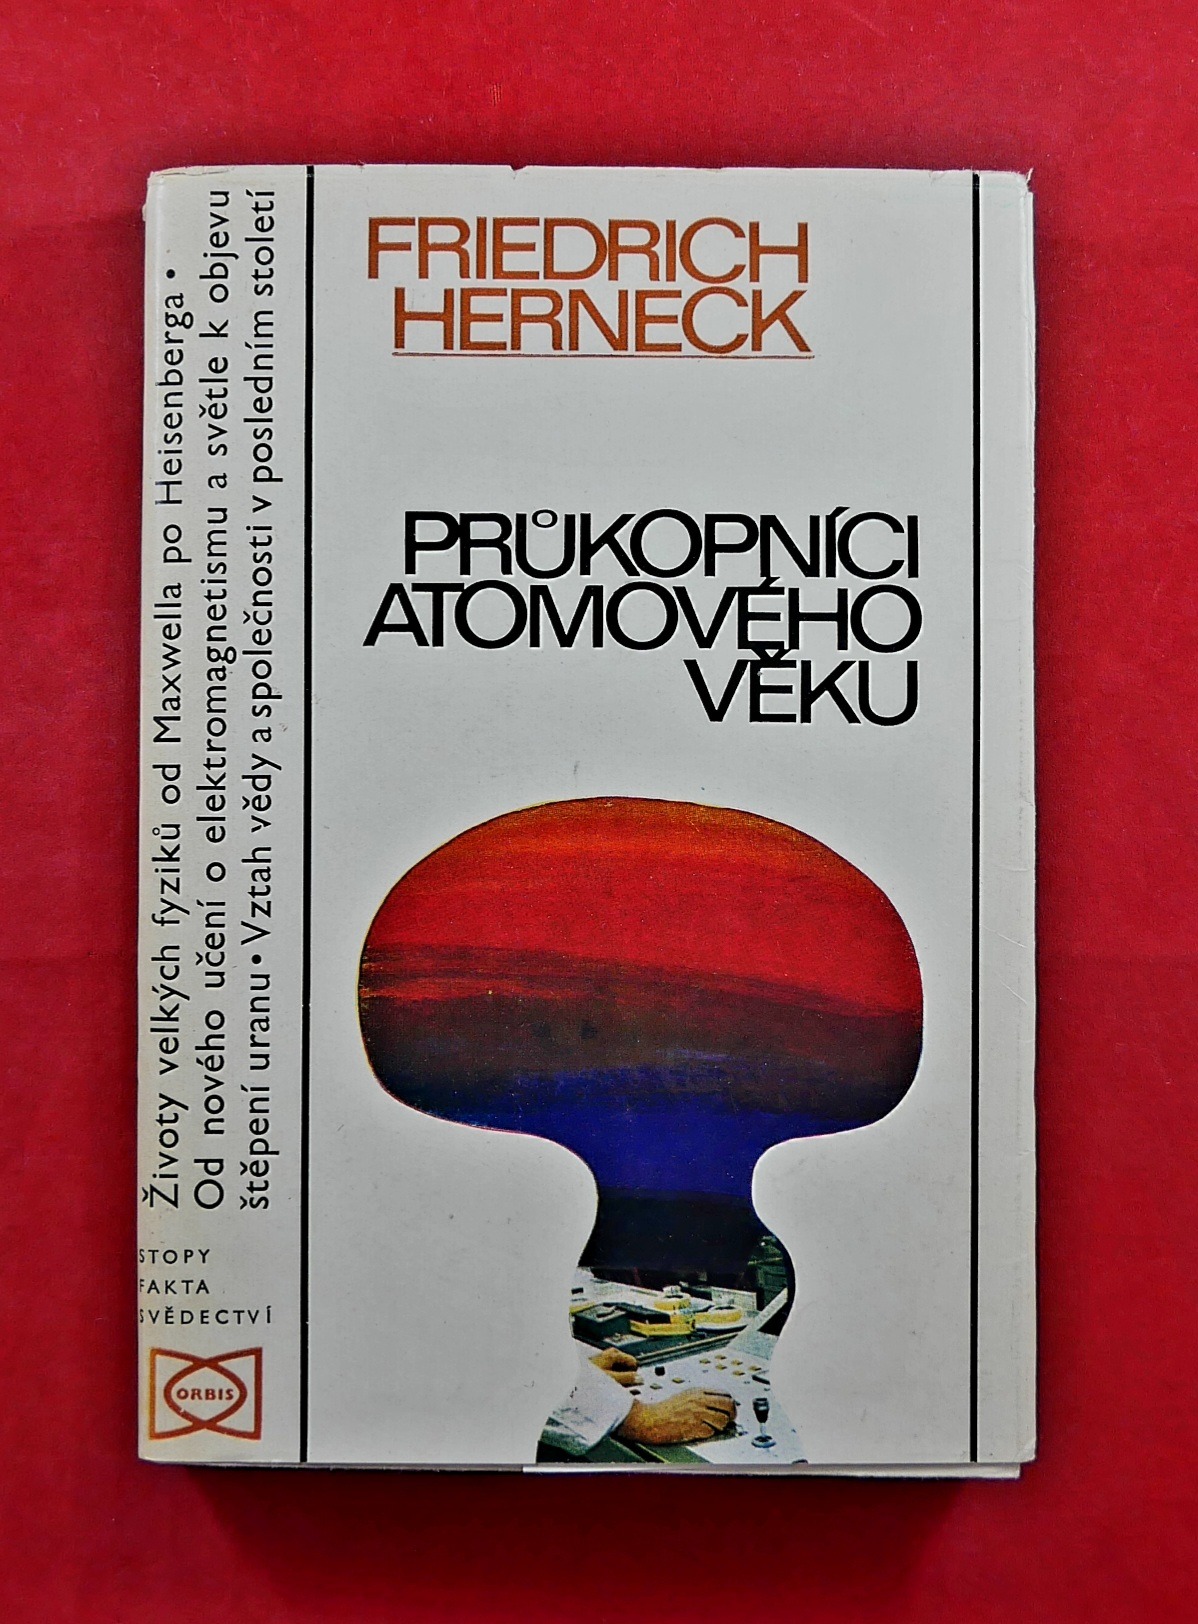 FRIEDRICH
HERNECK
PRŮKOPNÍCI
ATOMOVÉHO
VĚKU
Životy velkých fyziků od Maxwella po Heisenberga •
Od nového učení o elektromagnetismu a světle k objevu
štěpení uranu • Vztah vědy a společnosti v posledním století
STOPY
FAKTA
SVĚDECTVÍ
ORBIS